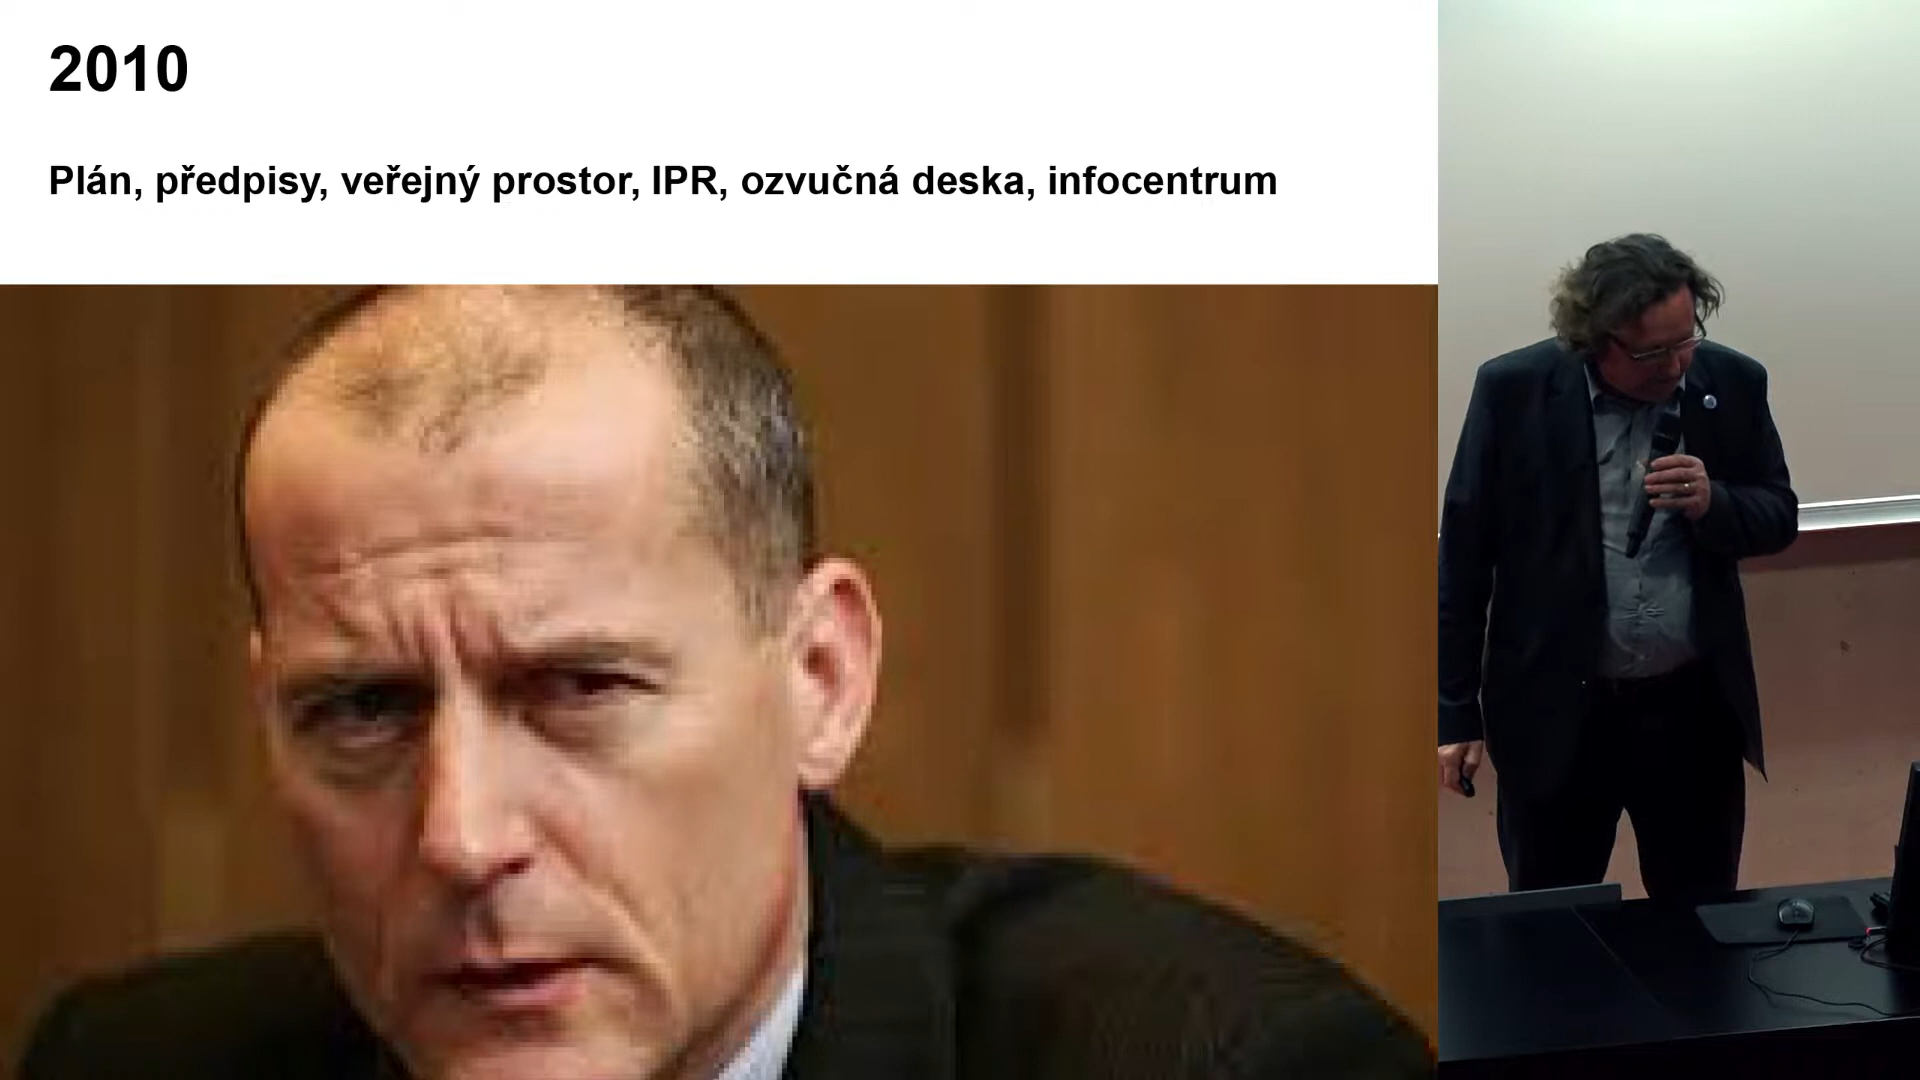 2010
Plán, předpisy, veřejný prostor, IPR, ozvučná deska, infocentrum